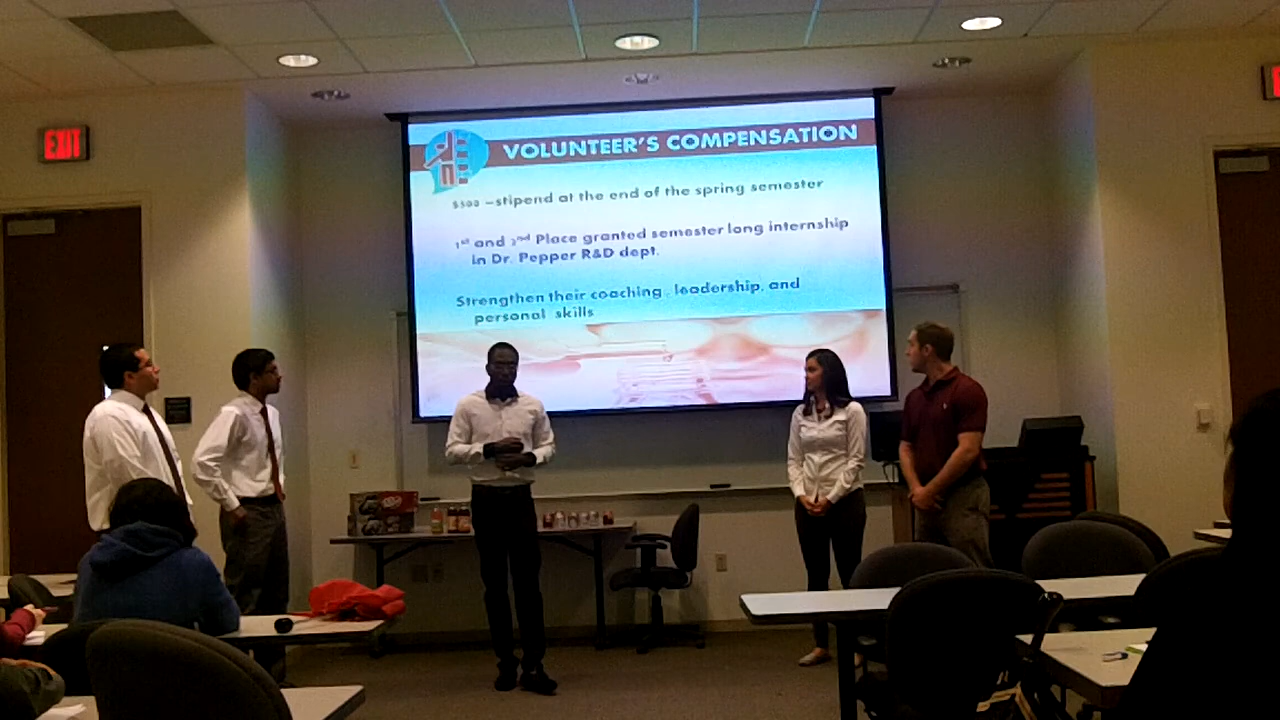 EXIT
VOLUNTEER'S COMPENSATION
$500 –stipend at the end of the spring semester
1st and 2nd Place granted semester long internship
in Dr. Pepper R&D dept.
Strengthen their coaching, leadership, and
personal skills